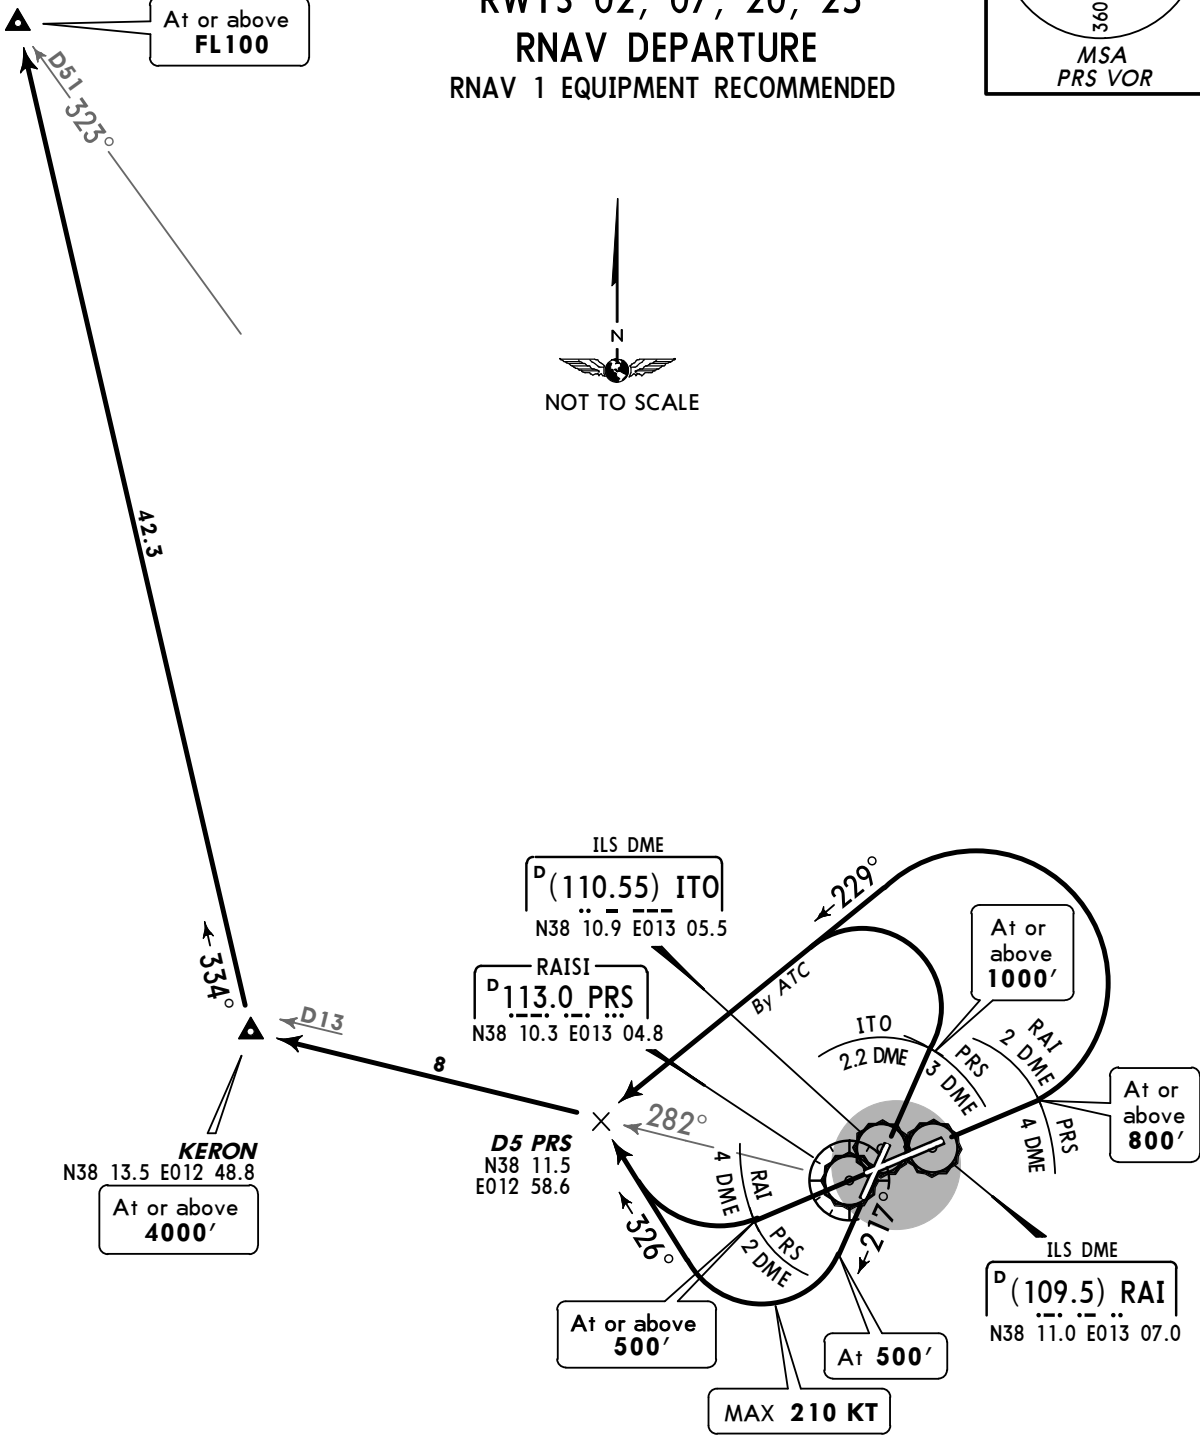 At or above
FL100
RWYS 02, 07, 20, 25
RNAV DEPARTURE
RNAV 1 EQUIPMENT RECOMMENDED
360
MSA
PRS VOR
D51
323°
N
NOT TO SCALE
42.3
334°
D13
8
KERON
N38 13.5 E012 48.8
At or above
4000'
ILS DME
D (110.55) ITO
N38 10.9 E013 05.5
RAISI
D 113.0 PRS
N38 10.3 E013 04.8
229°
By ATC
At or
above
1000'
ITO
2.2 DME
PRS
3 DME
RAI
2 DME
PRS
4 DME
At or
above
800'
D5 PRS
N38 11.5
E012 58.6
282°
RAI
4 DME
PRS
2 DME
326°
217°
ILS DME
D (109.5) RAI
N38 11.0 E013 07.0
At or above
500'
At 500'
MAX 210 KT